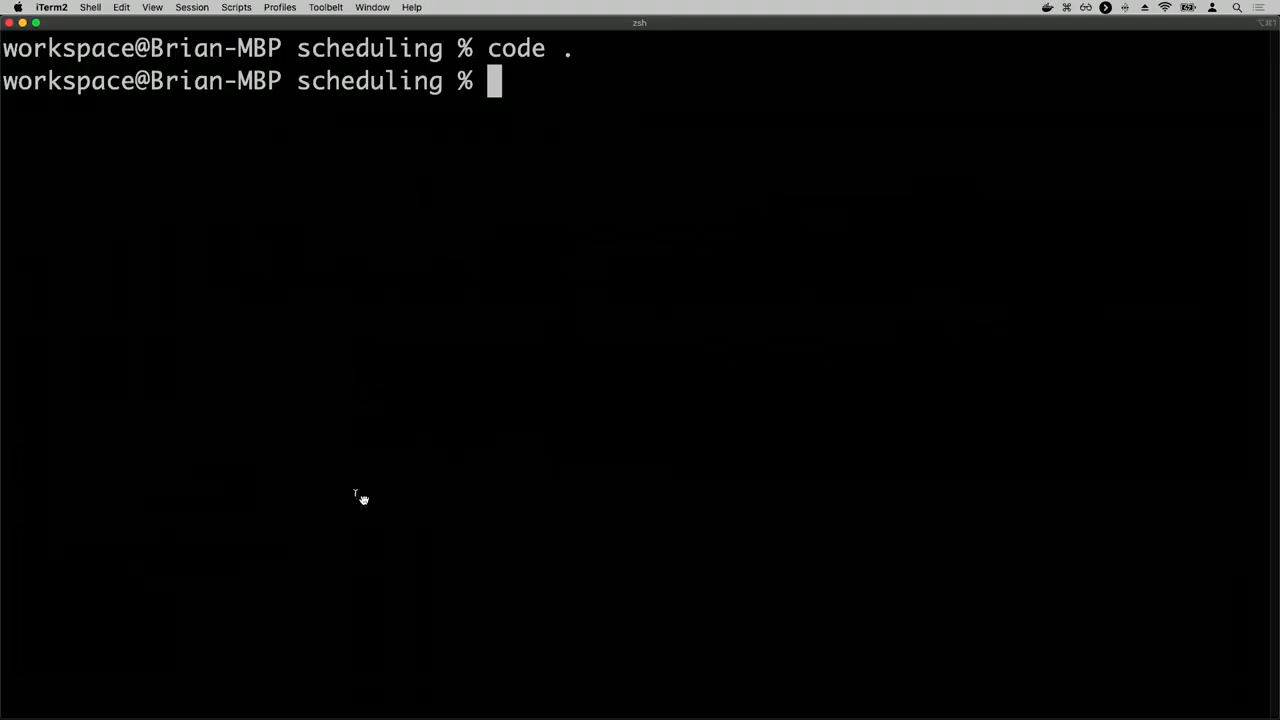 iTerm2 Shell Edit View Session Scripts Profiles Toolbelt Window Help
zsh
workspace@Brian-MBP scheduling % code .
workspace@Brian-MBP scheduling %